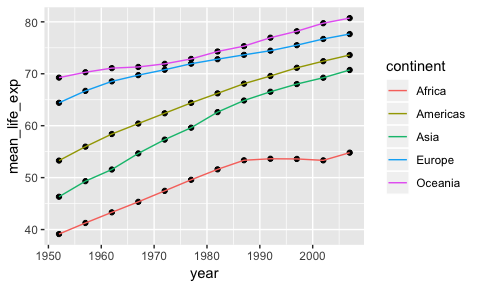 80
70
60
50
40
mean_life_exp
1950
1960
1970
1980
1990
2000
year
continent
Africa
Americas
Asia
Europe
Oceania